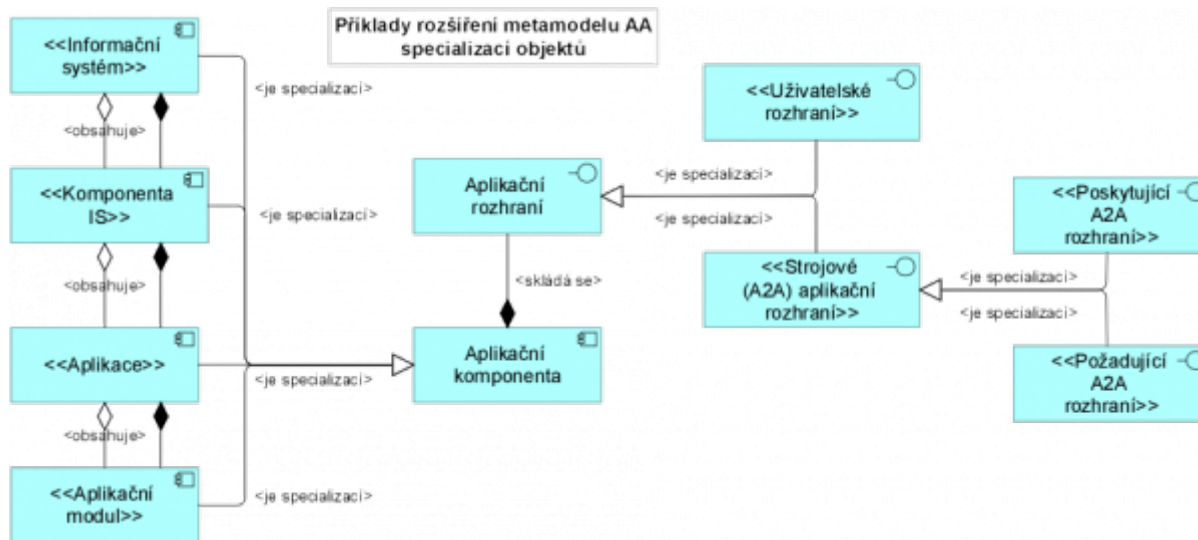 Příklady rozšíření metamodelu AA
specializací objektů
<<Informační
systém>>
<je specializací>
<obsahuje>
<<Komponenta
IS>>
<je specializací>
<obsahuje>
<<Aplikace>>
<je specializací>
<obsahuje>
<<Aplikační
modul>>
<je specializací>
Aplikační
rozhraní
<skládá se>
Aplikační
komponenta
<<Uživatelské
rozhraní>>
<je specializací>
<je specializací>
<<Strojové
(A2A) aplikační
rozhraní>>
<<Poskytující
A2A
rozhraní>>
<je specializací>
<je specializací>
<<Požadující
A2A
rozhraní>>